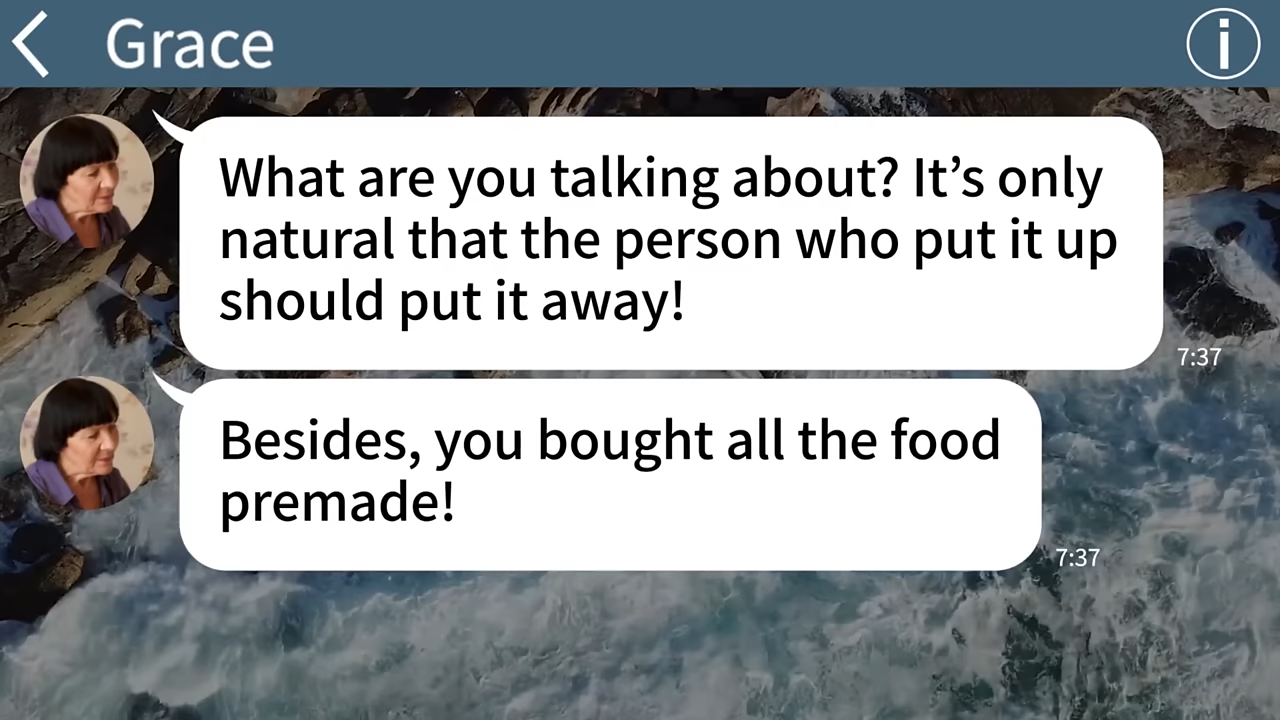 Grace
What are you talking about? It’s only
natural that the person who put it up
should put it away!
7:37
Besides, you bought all the food
premade!
7:37